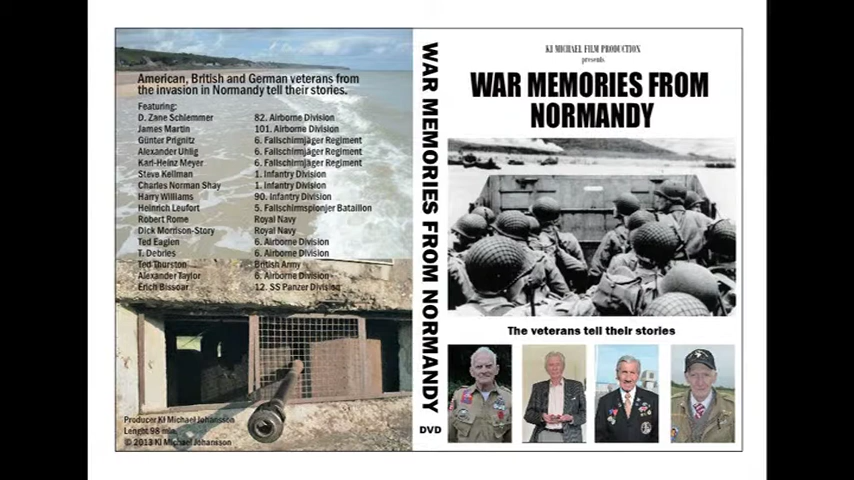 American, British and German veterans from
the invasion in Normandy tell their stories.
Featuring:
D. Zane Schlemmer 82. Airborne Division
James Martin 101. Airborne Division
Günter Prignitz 6. Fallschirmjäger Regiment
Alexander Uhlig 6. Fallschirmjäger Regiment
Karl-Heinz Meyer 6. Fallschirmjäger Regiment
Steve Kellman 1. Infantry Division
Charles Norman Shay 1. Infantry Division
Harry Williams 90. Infantry Division
Heinrich Leufort 5. Fallschirmspionjer Bataillon
Robert Rome Royal Navy
Dick Morrison-Story Royal Navy
Ted Eaglen 6. Airborne Division
T. Debries 6. Airborne Division
Ted Thurston British Army
Alexander Taylor 6. Airborne Division
Erich Bissoar 12. SS Panzer Division
Producer KJ Michael Johansson
Lenght 98 min.
© 2013 KJ Michael Johansson
WAR MEMORIES FROM NORMANDY
DVD
KJ MICHAEL FILM PRODUCTION
presents
WAR MEMORIES FROM
NORMANDY
The veterans tell their stories